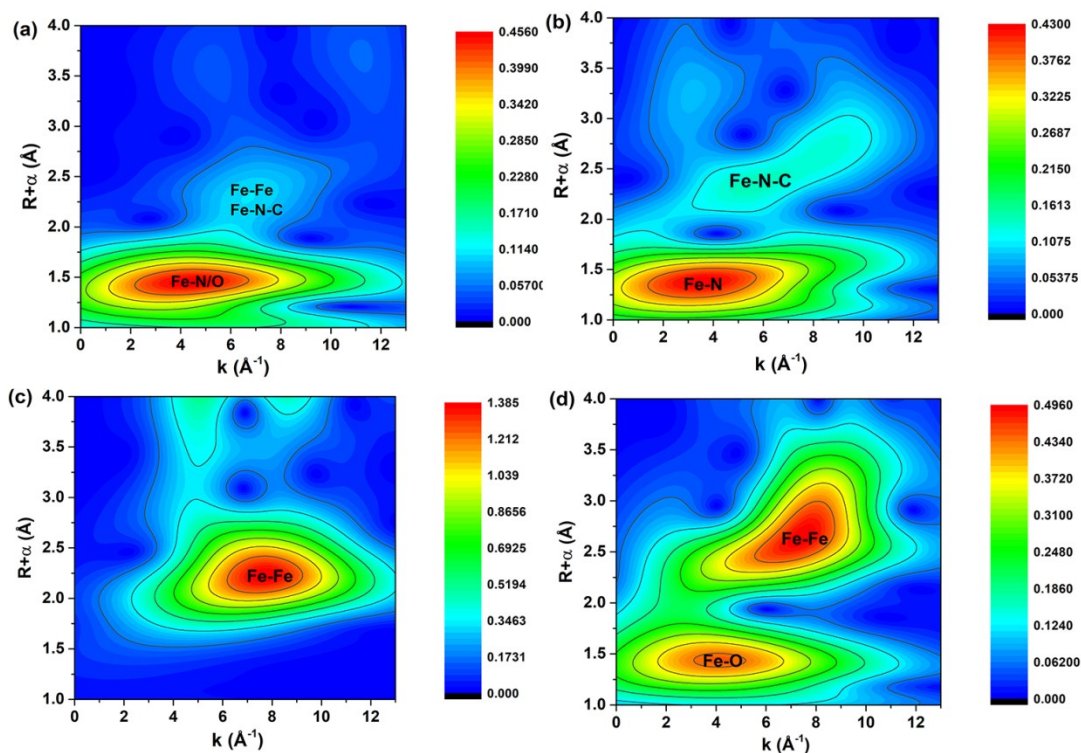 (a)
4.0
3.5
3.0
2.5
2.0
1.5
1.0
R+α (Å)
Fe-Fe
Fe-N-C
Fe-N/O
0 2 4 6 8 10 12
k (Å⁻¹)
0.4560
0.3990
0.3420
0.2850
0.2280
0.1710
0.1140
0.05700
0.000
(b)
4.0
3.5
3.0
2.5
2.0
1.5
1.0
R+α (Å)
Fe-N-C
Fe-N
0 2 4 6 8 10 12
k (Å⁻¹)
0.4300
0.3762
0.3225
0.2687
0.2150
0.1613
0.1075
0.05375
0.000
(c)
4.0
3.5
3.0
2.5
2.0
1.5
1.0
R+α (Å)
Fe-Fe
0 2 4 6 8 10 12
k (Å⁻¹)
1.385
1.212
1.039
0.8656
0.6925
0.5194
0.3463
0.1731
0.000
(d)
4.0
3.5
3.0
2.5
2.0
1.5
1.0
R+α (Å)
Fe-Fe
Fe-O
0 2 4 6 8 10 12
k (Å⁻¹)
0.4960
0.4340
0.3720
0.3100
0.2480
0.1860
0.1240
0.06200
0.000